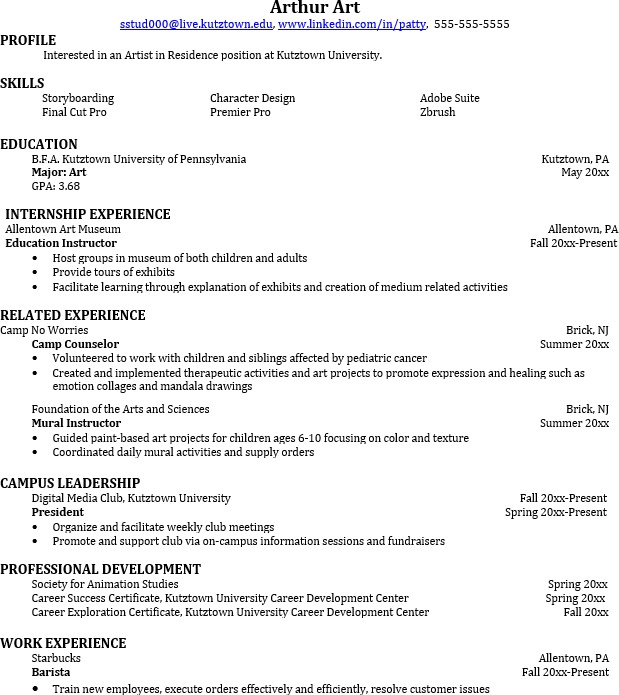 Arthur Art
sstud000@live.kutztown.edu, www.linkedin.com/in/patty, 555-555-5555
PROFILE
Interested in an Artist in Residence position at Kutztown University.
SKILLS
Storyboarding Character Design Adobe Suite
Final Cut Pro Premier Pro Zbrush
EDUCATION
B.F.A. Kutztown University of Pennsylvania Kutztown, PA
Major: Art May 20xx
GPA: 3.68
INTERNSHIP EXPERIENCE
Allentown Art Museum Allentown, PA
Education Instructor Fall 20xx-Present
• Host groups in museum of both children and adults
• Provide tours of exhibits
• Facilitate learning through explanation of exhibits and creation of medium related activities
RELATED EXPERIENCE
Camp No Worries Brick, NJ
Camp Counselor Summer 20xx
• Volunteered to work with children and siblings affected by pediatric cancer
• Created and implemented therapeutic activities and art projects to promote expression and healing such as
emotion collages and mandala drawings
Foundation of the Arts and Sciences Brick, NJ
Mural Instructor Summer 20xx
• Guided paint-based art projects for children ages 6-10 focusing on color and texture
• Coordinated daily mural activities and supply orders
CAMPUS LEADERSHIP
Digital Media Club, Kutztown University Fall 20xx-Present
President Spring 20xx-Present
• Organize and facilitate weekly club meetings
• Promote and support club via on-campus information sessions and fundraisers
PROFESSIONAL DEVELOPMENT
Society for Animation Studies Spring 20xx
Career Success Certificate, Kutztown University Career Development Center Spring 20xx
Career Exploration Certificate, Kutztown University Career Development Center Fall 20xx
WORK EXPERIENCE
Starbucks Allentown, PA
Barista Fall 20xx-Present
• Train new employees, execute orders effectively and efficiently, resolve customer issues